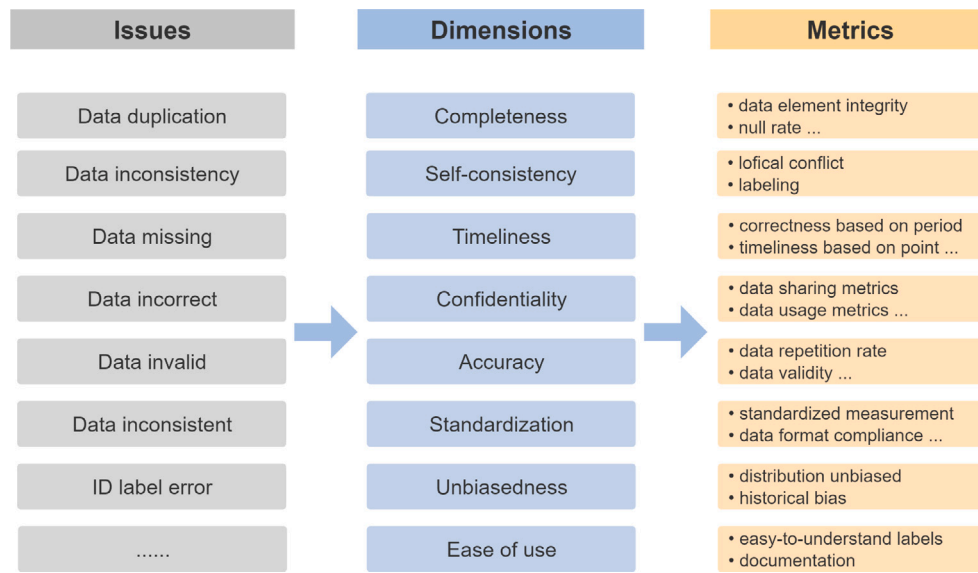 Issues
Dimensions
Metrics
Data duplication
Completeness
• data element integrity
• null rate ...
Data inconsistency
Self-consistency
• lofical conflict
• labeling
Data missing
Timeliness
• correctness based on period
• timeliness based on point ...
Data incorrect
Confidentiality
• data sharing metrics
• data usage metrics ...
Data invalid
Accuracy
• data repetition rate
• data validity ...
Data inconsistent
Standardization
• standardized measurement
• data format compliance ...
ID label error
Unbiasedness
• distribution unbiased
• historical bias
......
Ease of use
• easy-to-understand labels
• documentation